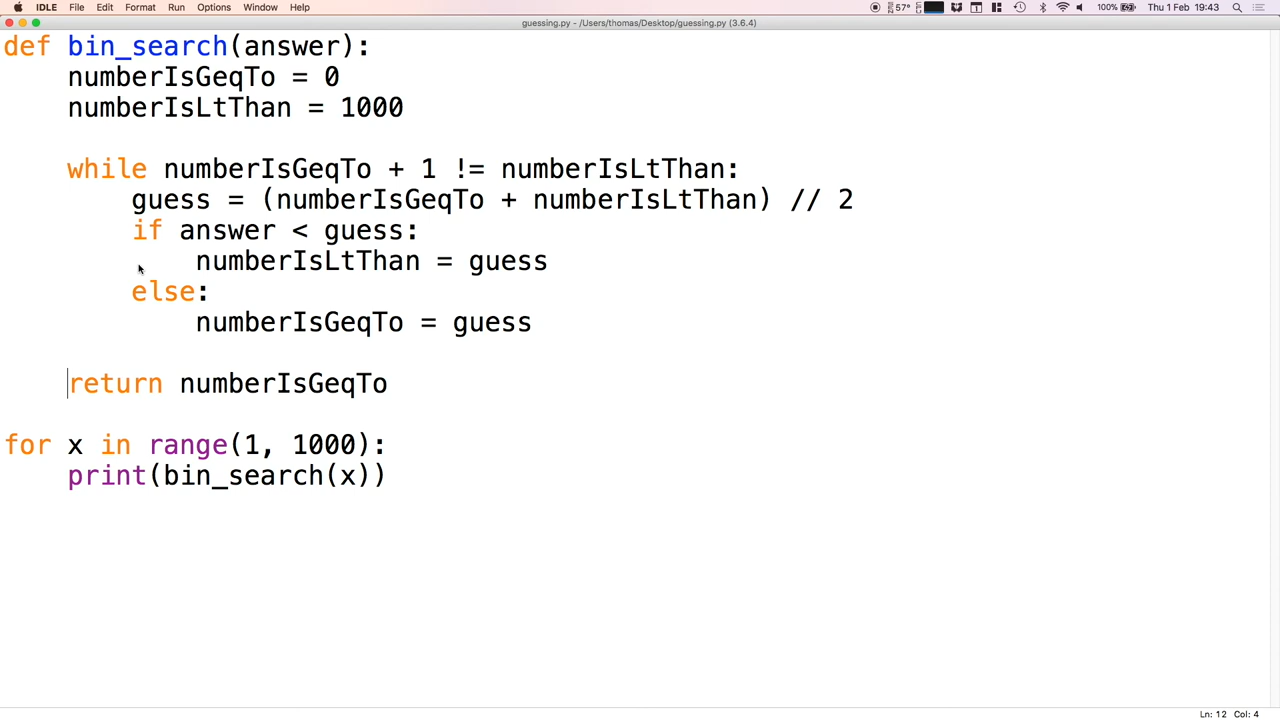 IDLE File Edit Format Run Options Window Help 57° 100% Thu 1 Feb 19:43
guessing.py - /Users/thomas/Desktop/guessing.py (3.6.4)
def bin_search(answer):
    numberIsGeqTo = 0
    numberIsLtThan = 1000
    while numberIsGeqTo + 1 != numberIsLtThan:
        guess = (numberIsGeqTo + numberIsLtThan) // 2
        if answer < guess:
            numberIsLtThan = guess
        else:
            numberIsGeqTo = guess
    return numberIsGeqTo
for x in range(1, 1000):
    print(bin_search(x))
Ln: 12 Col: 4